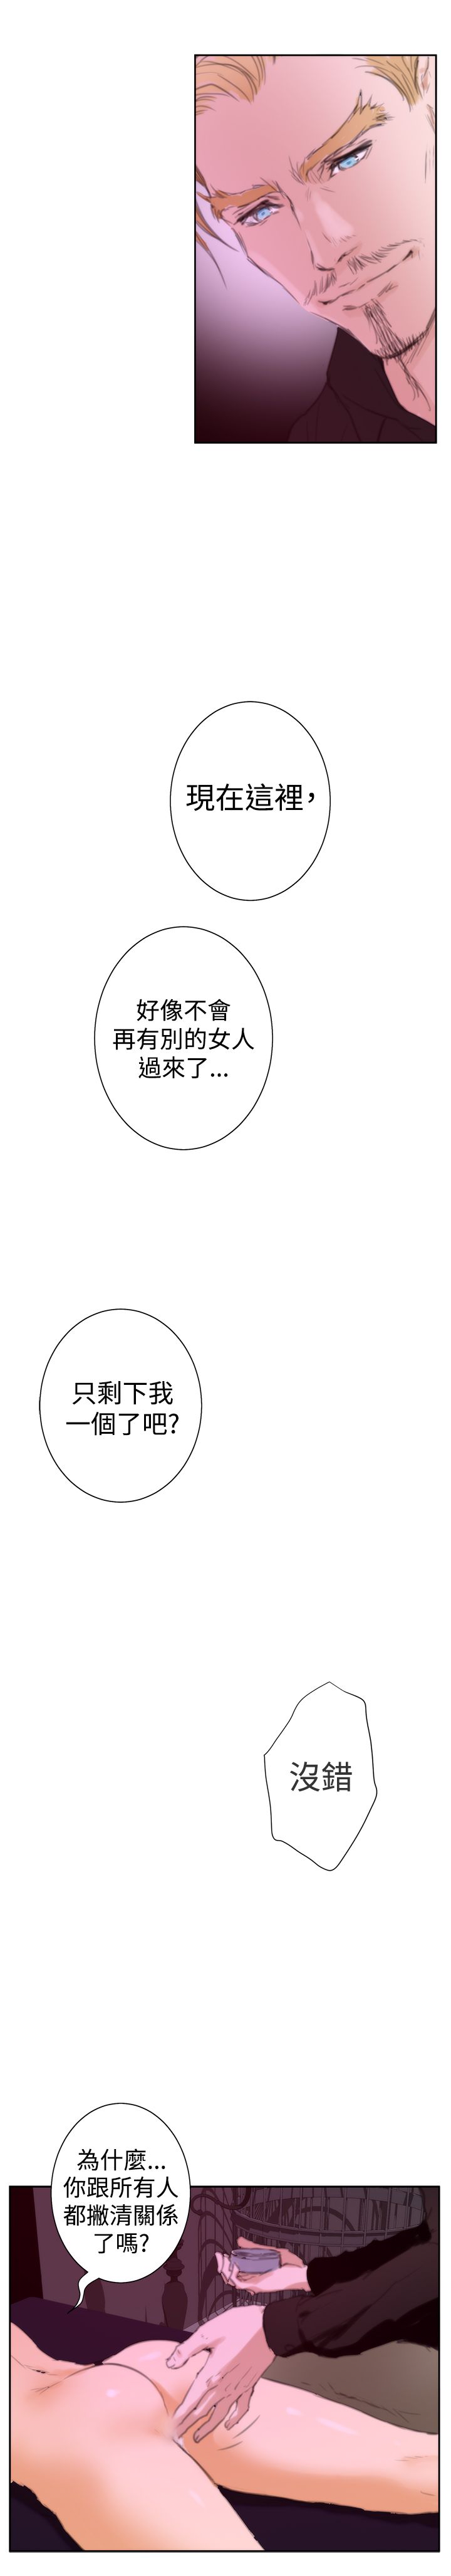 現在這裡，
好像不會
再有別的女人
過來了...
只剩下我
一個了吧?
沒錯
為什麼...
你跟所有人
都撇清關係
了嗎?